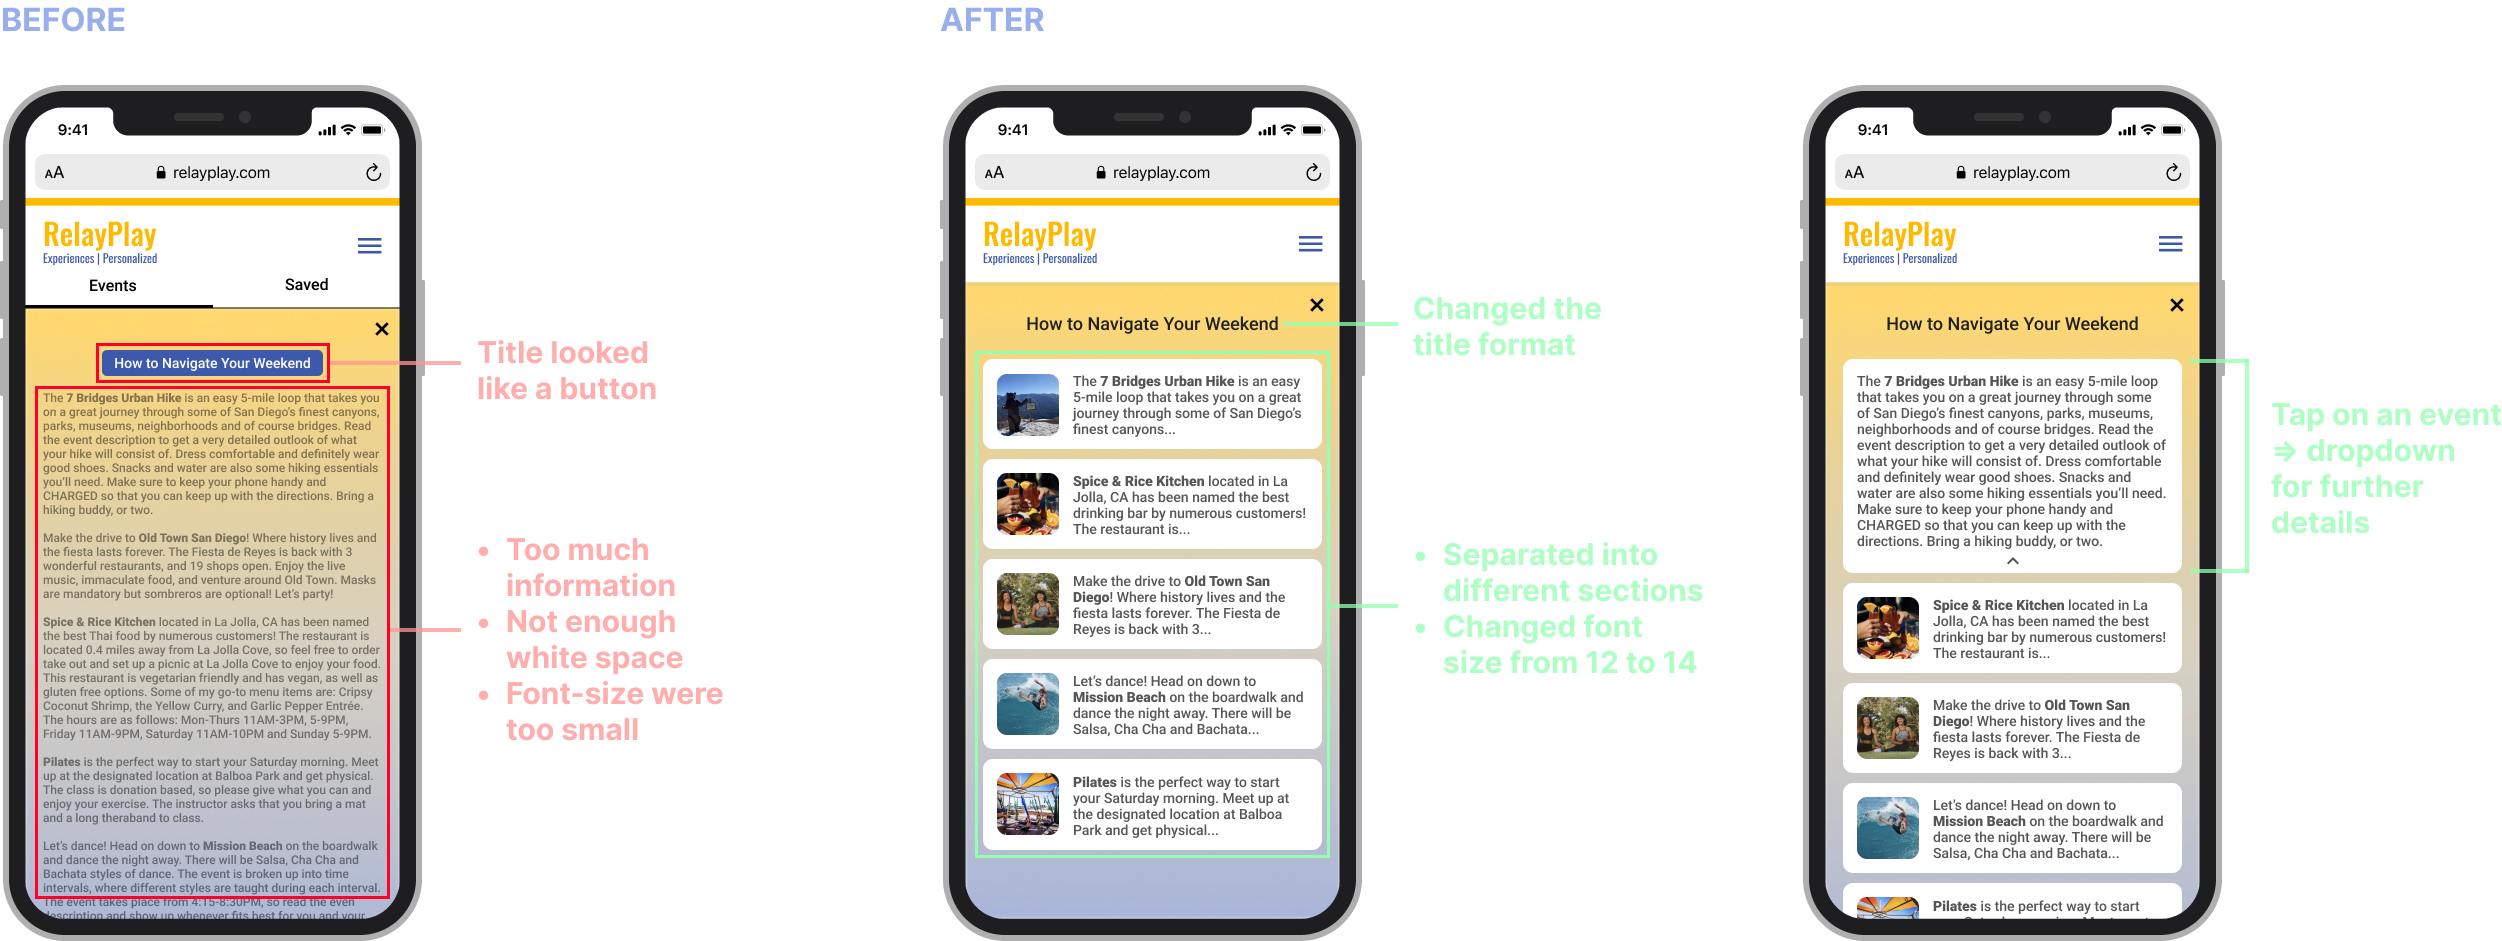 BEFORE
9:41
AA
relayplay.com
RelayPlay
Experiences | Personalized
Events
Saved
How to Navigate Your Weekend
The 7 Bridges Urban Hike is an easy 5-mile loop that takes you
on a great journey through some of San Diego's finest canyons,
parks, museums, neighborhoods and of course bridges. Read
the event description to get a very detailed outlook of what
your hike will consist of. Dress comfortable and definitely wear
good shoes. Snacks and water are also some hiking essentials
you'll need. Make sure to keep your phone handy and
CHARGED so that you can keep up with the directions. Bring a
hiking buddy, or two.
Make the drive to Old Town San Diego! Where history lives and
the fiesta lasts forever. The Fiesta de Reyes is back with 3
wonderful restaurants, and 19 shops open. Enjoy the live
music, immaculate food, and venture around Old Town. Masks
are mandatory but sombreros are optional! Let's party!
Spice & Rice Kitchen located in La Jolla, CA has been named
the best Thai food by numerous customers! The restaurant is
located 0.4 miles away from La Jolla Cove, so feel free to order
take out and set up a picnic at La Jolla Cove to enjoy your food.
This restaurant is vegetarian friendly and has vegan, as well as
gluten free options. Some of my go-to menu items are: Cripsy
Coconut Shrimp, the Yellow Curry, and Garlic Pepper Entrée.
The hours are as follows: Mon-Thurs 11AM-3PM, 5-9PM,
Friday 11AM-9PM, Saturday 11AM-10PM and Sunday 5-9PM.
Pilates is the perfect way to start your Saturday morning. Meet
up at the designated location at Balboa Park and get physical.
The class is donation based, so please give what you can and
enjoy your exercise. The instructor asks that you bring a mat
and a long theraband to class.
Let's dance! Head on down to Mission Beach on the boardwalk
and dance the night away. There will be Salsa, Cha Cha and
Bachata styles of dance. The event is broken up into time
intervals, where different styles are taught during each interval.
The event takes place from 4:15-8:30PM, so read the even
description and show up whenever fits best for you and your
Title looked
like a button
• Too much
information
• Not enough
white space
• Font-size were
too small
AFTER
9:41
AA
relayplay.com
RelayPlay
Experiences | Personalized
How to Navigate Your Weekend
The 7 Bridges Urban Hike is an easy
5-mile loop that takes you on a great
journey through some of San Diego's
finest canyons...
Spice & Rice Kitchen located in La
Jolla, CA has been named the best
drinking bar by numerous customers!
The restaurant is...
Make the drive to Old Town San
Diego! Where history lives and the
fiesta lasts forever. The Fiesta de
Reyes is back with 3...
Let's dance! Head on down to
Mission Beach on the boardwalk and
dance the night away. There will be
Salsa, Cha Cha and Bachata...
Pilates is the perfect way to start
your Saturday morning. Meet up at
the designated location at Balboa
Park and get physical...
Changed the
title format
• Separated into
different sections
• Changed font
size from 12 to 14
9:41
AA
relayplay.com
RelayPlay
Experiences | Personalized
How to Navigate Your Weekend
The 7 Bridges Urban Hike is an easy 5-mile loop
that takes you on a great journey through some
of San Diego's finest canyons, parks, museums,
neighborhoods and of course bridges. Read the
event description to get a very detailed outlook of
what your hike will consist of. Dress comfortable
and definitely wear good shoes. Snacks and
water are also some hiking essentials you'll need.
Make sure to keep your phone handy and
CHARGED so that you can keep up with the
directions. Bring a hiking buddy, or two.
Spice & Rice Kitchen located in La
Jolla, CA has been named the best
drinking bar by numerous customers!
The restaurant is...
Make the drive to Old Town San
Diego! Where history lives and the
fiesta lasts forever. The Fiesta de
Reyes is back with 3...
Let's dance! Head on down to
Mission Beach on the boardwalk and
dance the night away. There will be
Salsa, Cha Cha and Bachata...
Pilates is the perfect way to start
Tap on an event
⇒ dropdown
for further
details